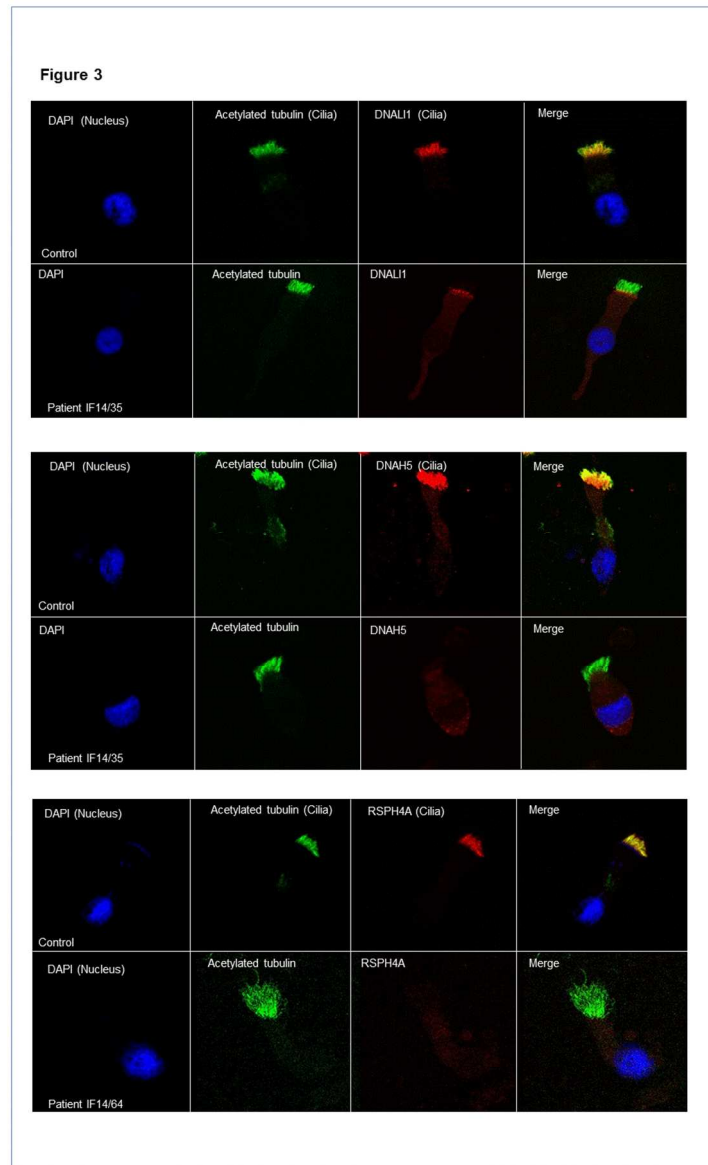 Figure 3
DAPI (Nucleus)
Acetylated tubulin (Cilia)
DNALI1 (Cilia)
Merge
Control
DAPI
Acetylated tubulin
DNALI1
Merge
Patient IF14/35
DAPI (Nucleus)
Acetylated tubulin (Cilia)
DNAH5 (Cilia)
Merge
Control
DAPI
Acetylated tubulin
DNAH5
Merge
Patient IF14/35
DAPI (Nucleus)
Acetylated tubulin (Cilia)
RSPH4A (Cilia)
Merge
Control
DAPI (Nucleus)
Acetylated tubulin
RSPH4A
Merge
Patient IF14/64